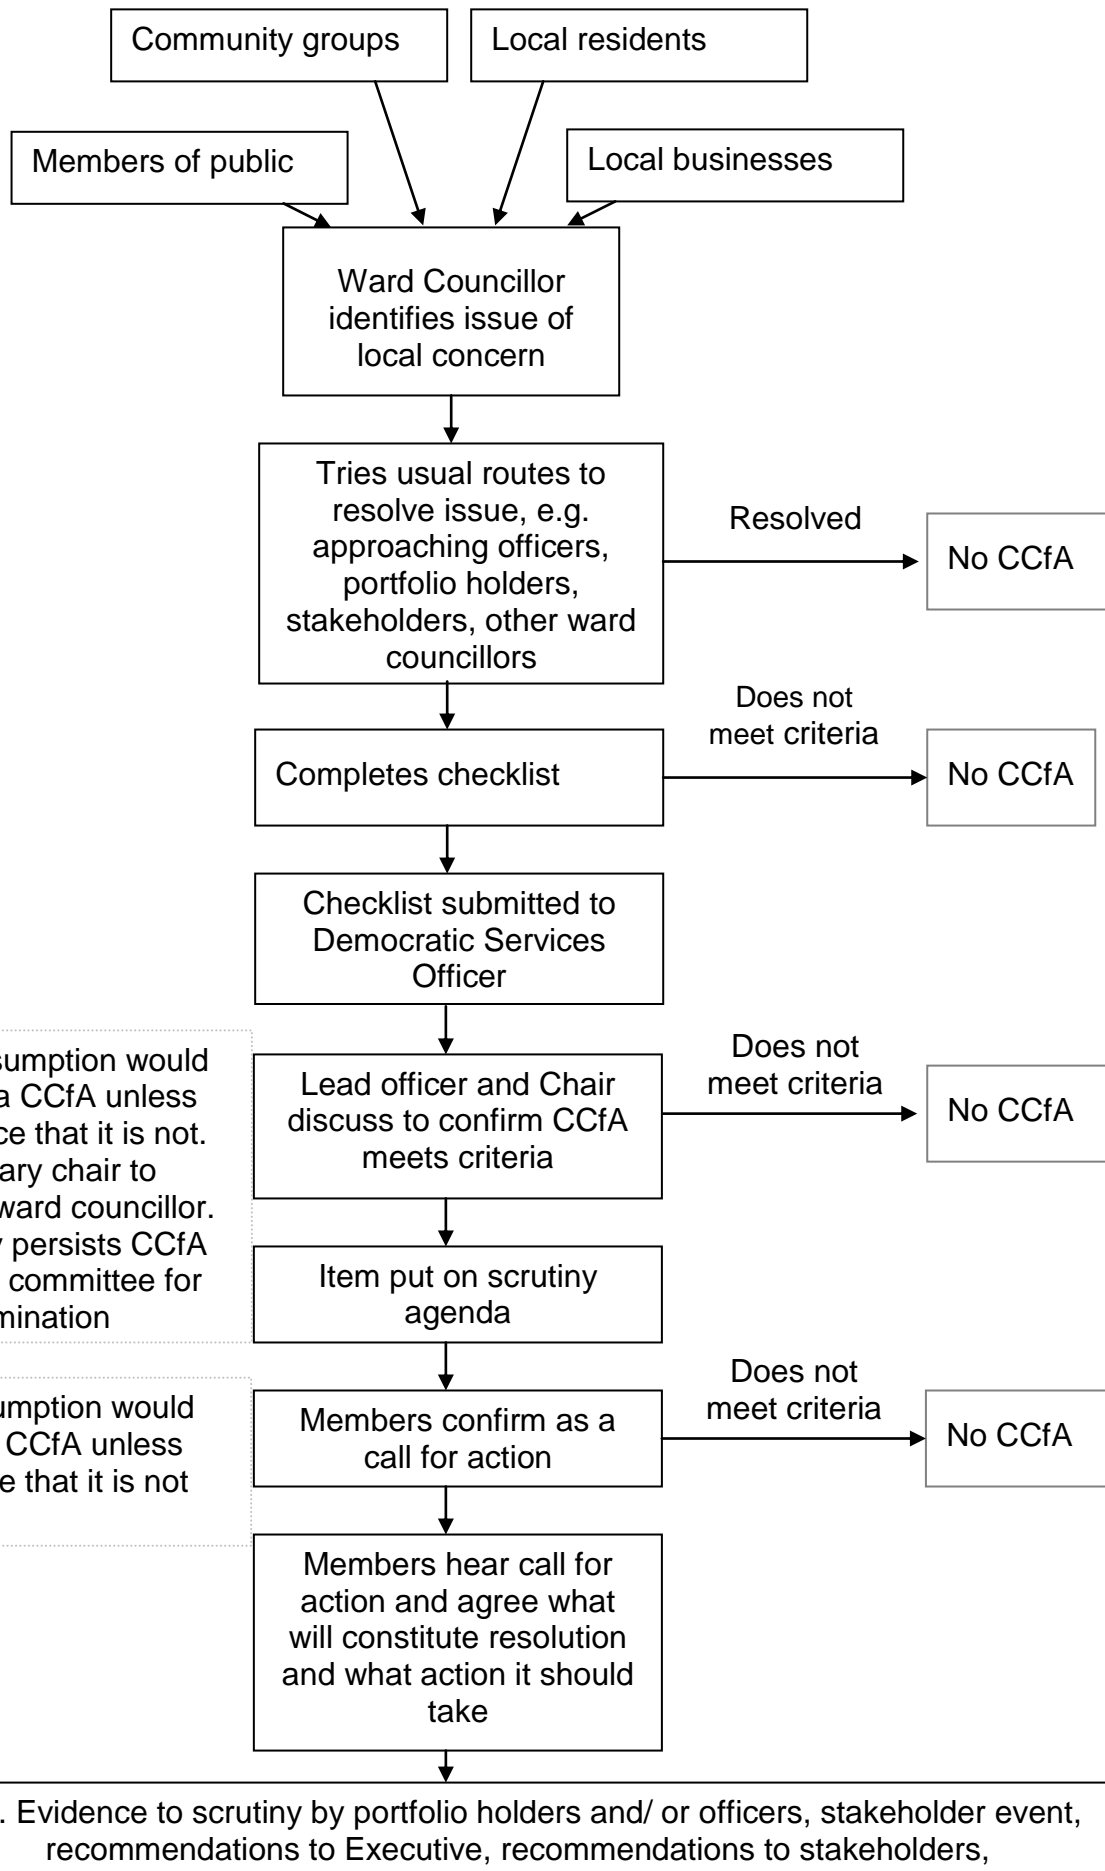 Community groups
Local residents
Members of public
Local businesses
Ward Councillor
identifies issue of
local concern
Tries usual routes to
resolve issue, e.g.
approaching officers,
portfolio holders,
stakeholders, other ward
councillors
Resolved
No CCfA
Completes checklist
Does not
meet criteria
No CCfA
Checklist submitted to
Democratic Services
Officer
sumption would
a CCfA unless
ce that it is not.
ary chair to
ward councillor.
y persists CCfA
committee for
mination
Lead officer and Chair
discuss to confirm CCfA
meets criteria
Does not
meet criteria
No CCfA
Item put on scrutiny
agenda
umption would
CCfA unless
e that it is not
Members confirm as a
call for action
Does not
meet criteria
No CCfA
Members hear call for
action and agree what
will constitute resolution
and what action it should
take
. Evidence to scrutiny by portfolio holders and/ or officers, stakeholder event,
recommendations to Executive, recommendations to stakeholders,